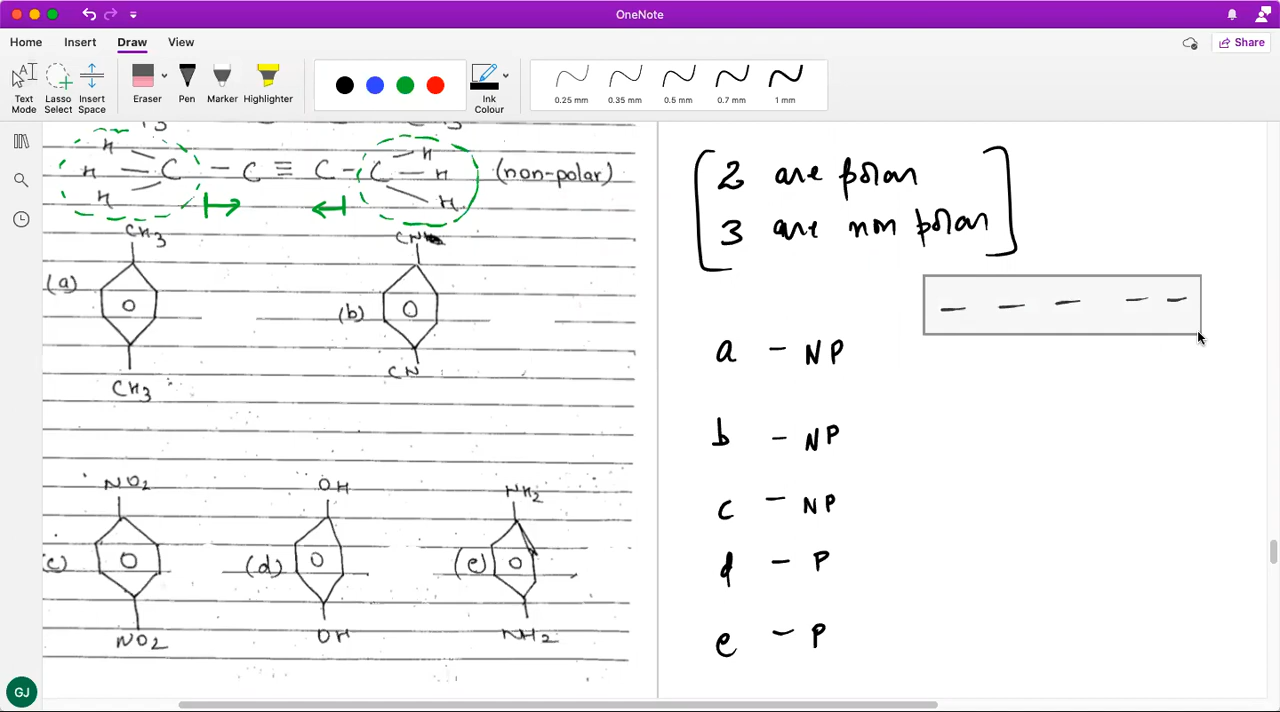 OneNote
Home Insert Draw View
Share
Text Mode
Lasso Select
Insert Space
Eraser
Pen
Marker
Highlighter
Ink Colour
0.25 mm
0.35 mm
0.5 mm
0.7 mm
1 mm
H H
H C - C ≡ C - C H (non-polar)
H H
CH3 CN
(a) (b)
CH3 CN
NO2 OH NH2
c) (d) (e)
NO2 OH NH2
2 are polar
3 are non polar
a - NP
b - NP
c - NP
d - P
e - P
GJ